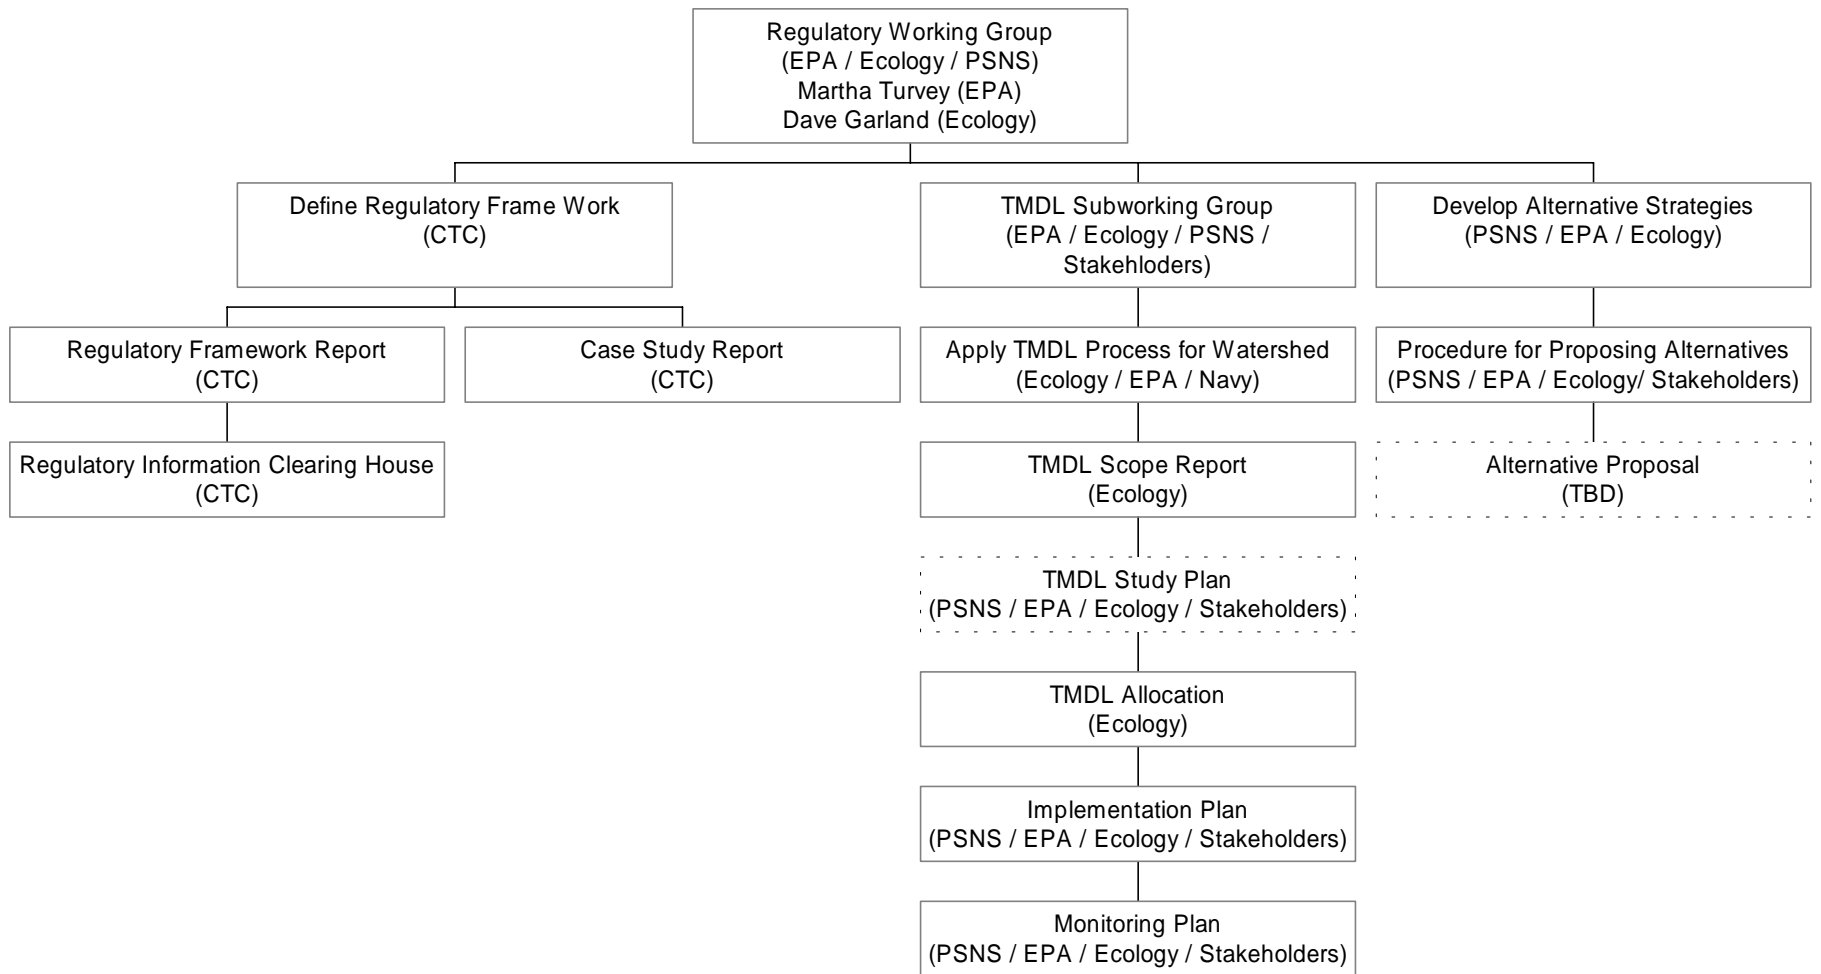 Regulatory Working Group
(EPA / Ecology / PSNS)
Martha Turvey (EPA)
Dave Garland (Ecology)
Define Regulatory Frame Work
(CTC)
TMDL Subworking Group
(EPA / Ecology / PSNS /
Stakehloders)
Develop Alternative Strategies
(PSNS / EPA / Ecology)
Regulatory Framework Report
(CTC)
Case Study Report
(CTC)
Apply TMDL Process for Watershed
(Ecology / EPA / Navy)
Procedure for Proposing Alternatives
(PSNS / EPA / Ecology/ Stakeholders)
Regulatory Information Clearing House
(CTC)
TMDL Scope Report
(Ecology)
Alternative Proposal
(TBD)
TMDL Study Plan
(PSNS / EPA / Ecology / Stakeholders)
TMDL Allocation
(Ecology)
Implementation Plan
(PSNS / EPA / Ecology / Stakeholders)
Monitoring Plan
(PSNS / EPA / Ecology / Stakeholders)